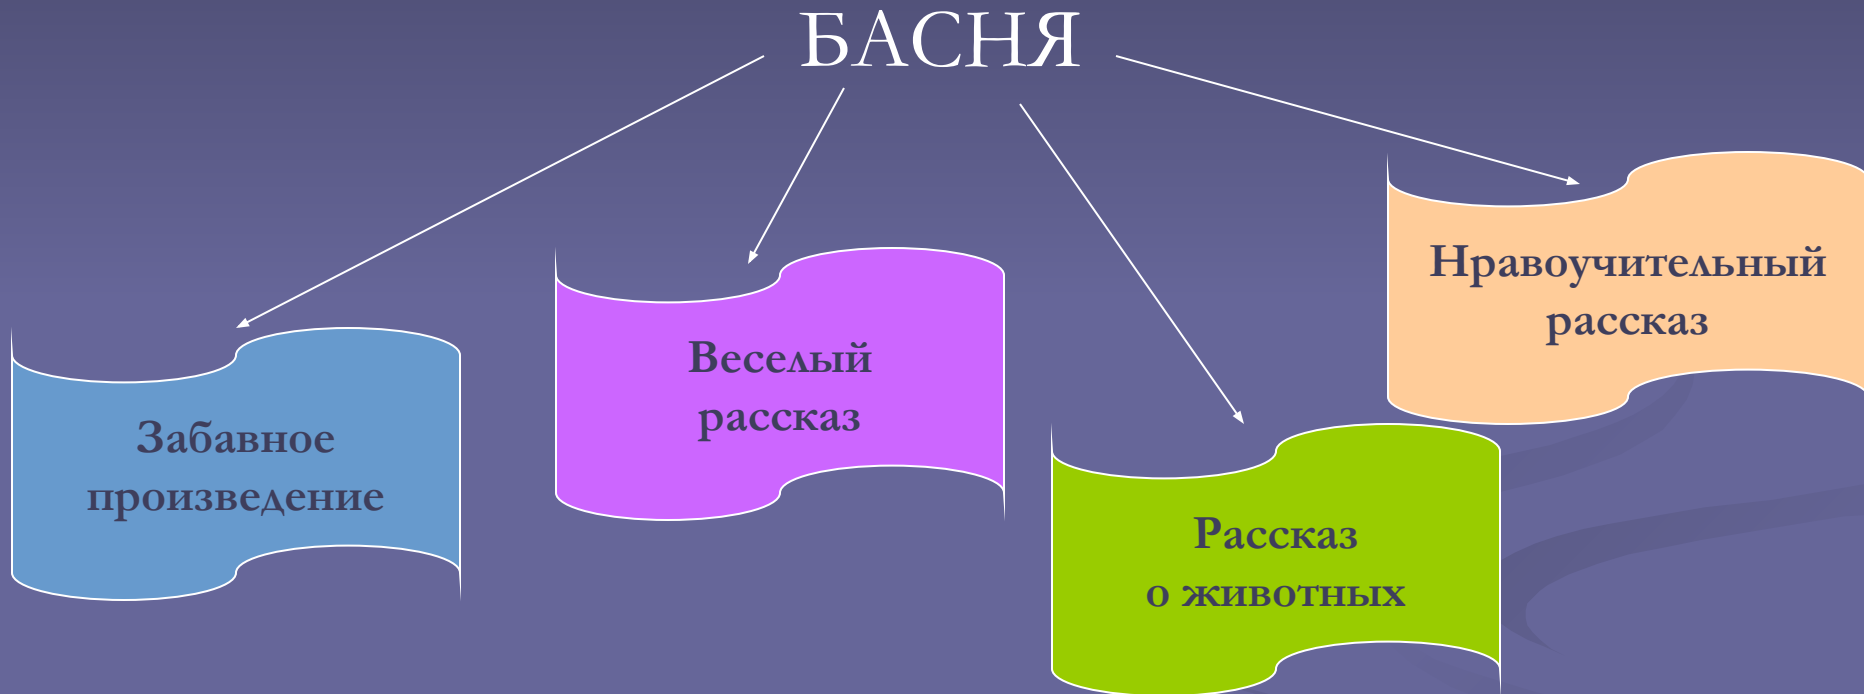 БАСНЯ
Забавное
произведение
Веселый
рассказ
Рассказ
о животных
Нравоучительный
рассказ